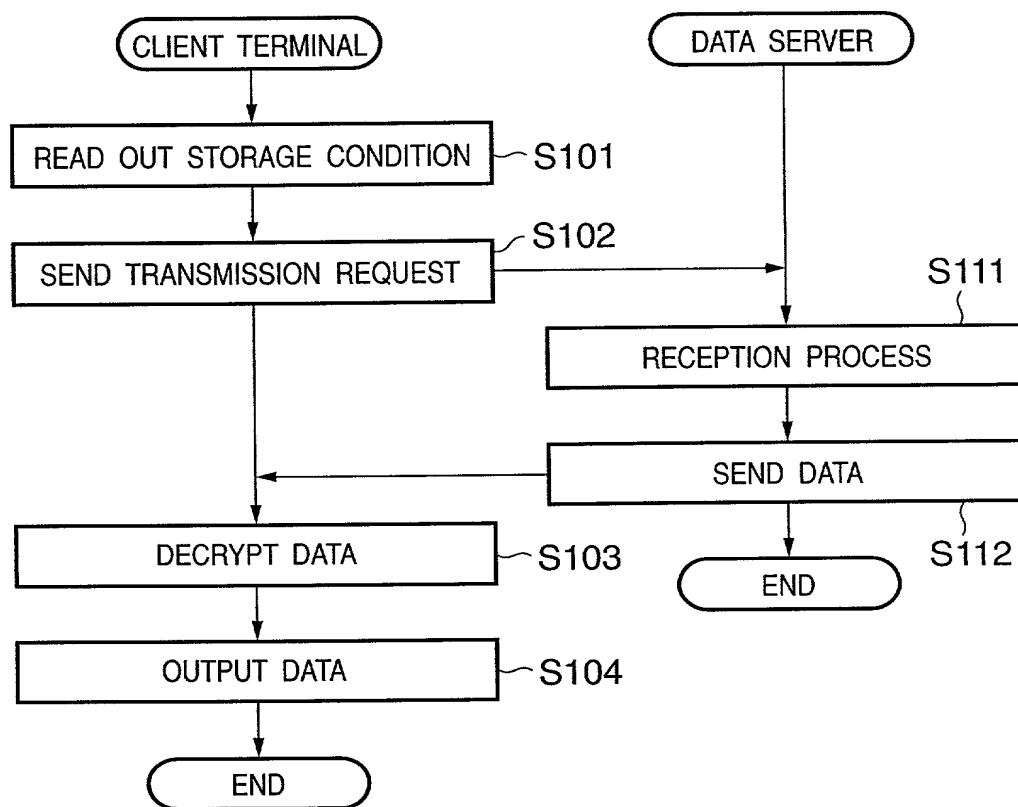 CLIENT TERMINAL
DATA SERVER
READ OUT STORAGE CONDITION
S101
SEND TRANSMISSION REQUEST
S102
S111
RECEPTION PROCESS
SEND DATA
S112
DECRYPT DATA
S103
END
OUTPUT DATA
S104
END